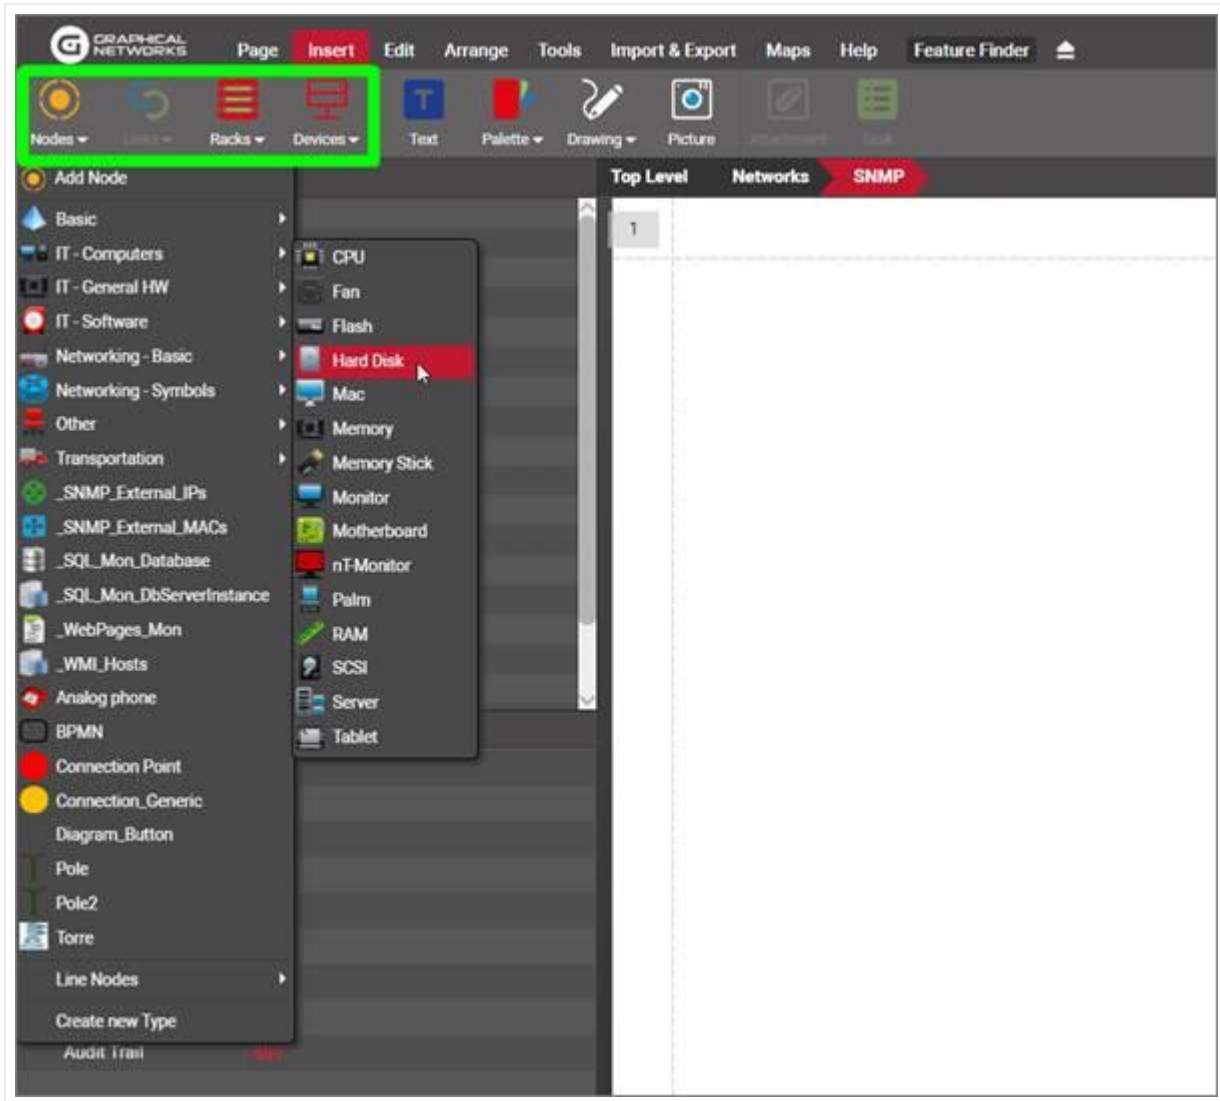 GRAPHICAL
NETWORKS
Page Insert Edit Arrange Tools Import & Export Maps Help Feature Finder
Nodes Links Racks Devices Text Palette Drawing Picture Attachment Task
Add Node
Top Level Networks SNMP
Basic
1
IT - Computers
IT - General HW
IT - Software
Networking - Basic
Networking - Symbols
Other
Transportation
_SNMP_External_IPs
_SNMP_External_MACs
_SQL_Mon_Database
_SQL_Mon_DbServerInstance
_WebPages_Mon
_WMI_Hosts
Analog phone
BPMN
Connection Point
Connection_Generic
Diagram_Button
Pole
Pole2
Torre
Line Nodes
Create new Type
Audit Trail
CPU
Fan
Flash
Hard Disk
Mac
Memory
Memory Stick
Monitor
Motherboard
nT-Monitor
Palm
RAM
SCSI
Server
Tablet